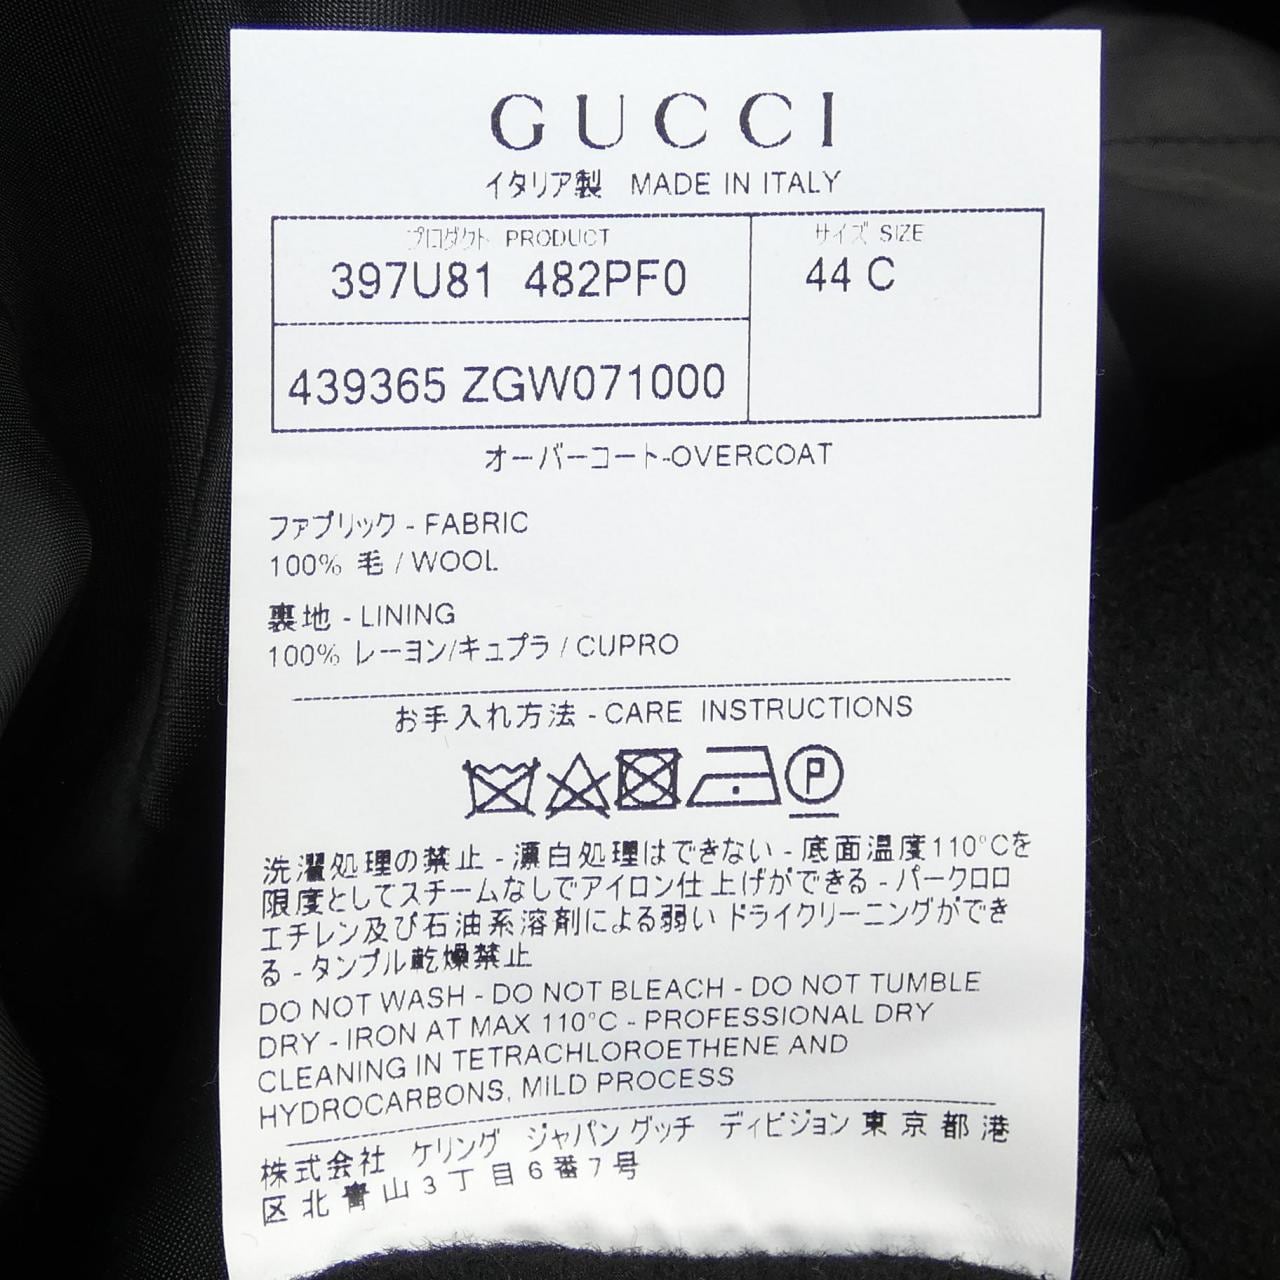 GUCCI
イタリア製 MADE IN ITALY
プロダクト PRODUCT
サイズ SIZE
397U81 482PF0
44 C
439365 ZGW071000
オーバーコート-OVERCOAT
ファブリック - FABRIC
100% 毛 / WOOL
裏地 - LINING
100% レーヨン/キュプラ / CUPRO
お手入れ方法 - CARE INSTRUCTIONS
P
洗濯処理の禁止 - 漂白処理はできない - 底面温度110°Cを
限度としてスチームなしでアイロン仕上げができる - パークロロ
エチレン及び石油系溶剤による弱い ドライクリーニングができ
る - タンブル乾燥禁止
DO NOT WASH - DO NOT BLEACH - DO NOT TUMBLE
DRY - IRON AT MAX 110°C - PROFESSIONAL DRY
CLEANING IN TETRACHLOROETHENE AND
HYDROCARBONS, MILD PROCESS
株式会社 ケリング ジャパン グッチ ディビジョン 東京都港
区北青山3丁目6番7号